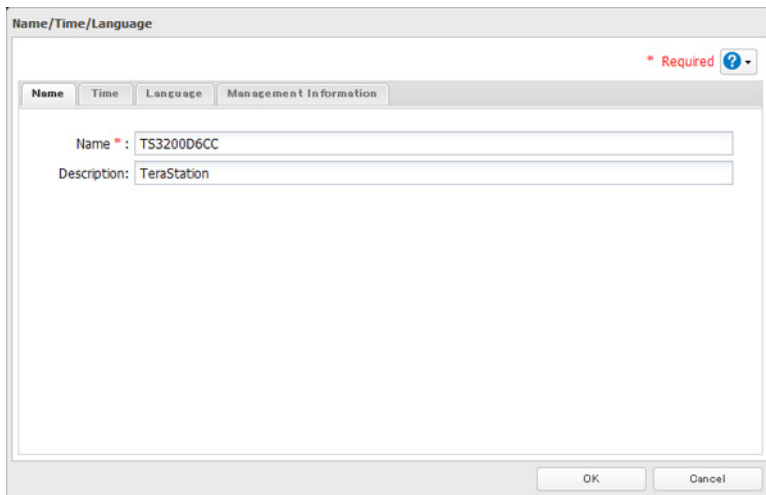 Name/Time/Language
* Required ?
Name Time Language Management Information
Name * : TS3200D6CC
Description: TeraStation
OK Cancel